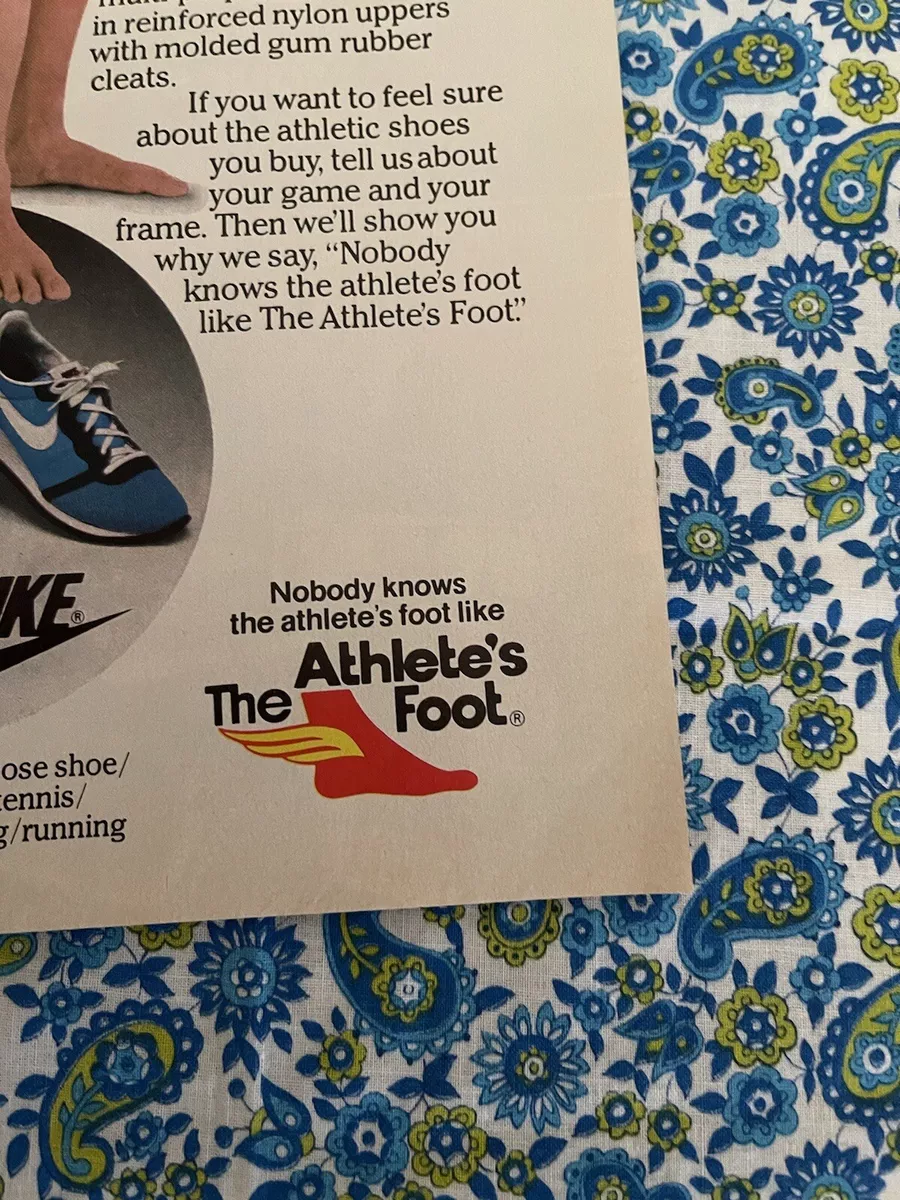 in reinforced nylon uppers
with molded gum rubber
cleats.
If you want to feel sure
about the athletic shoes
you buy, tell us about
your game and your
frame. Then we'll show you
why we say, “Nobody
knows the athlete's foot
like The Athlete's Foot.”
IKE®
Nobody knows
the athlete's foot like
The Athlete's
Foot®
ose shoe/
tennis/
g/running